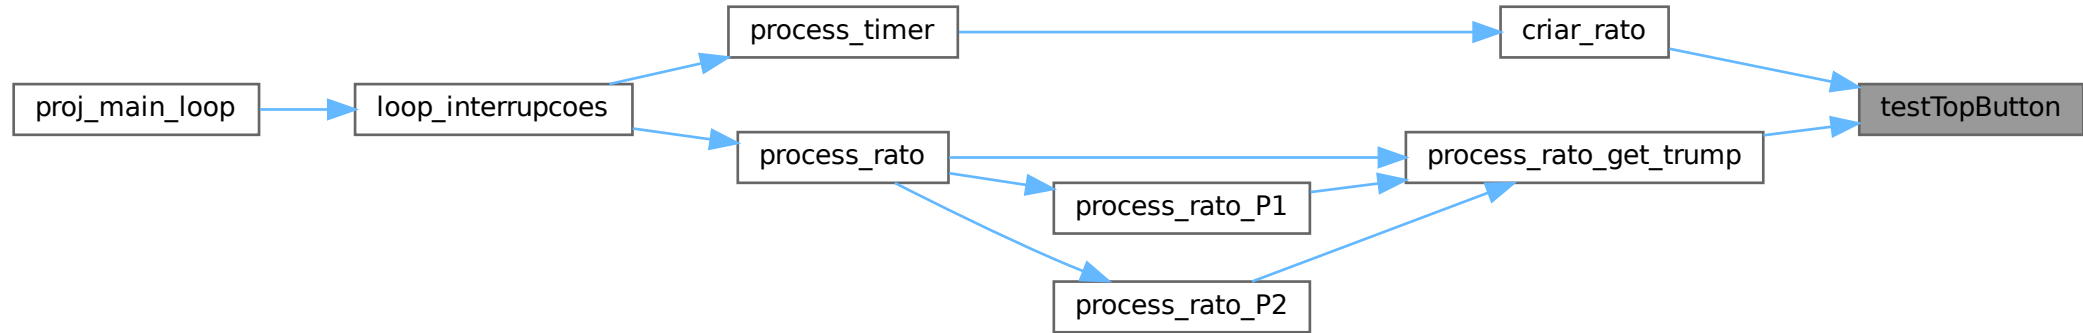 process_timer
criar_rato
proj_main_loop
loop_interrupcoes
testTopButton
process_rato
process_rato_get_trump
process_rato_P1
process_rato_P2